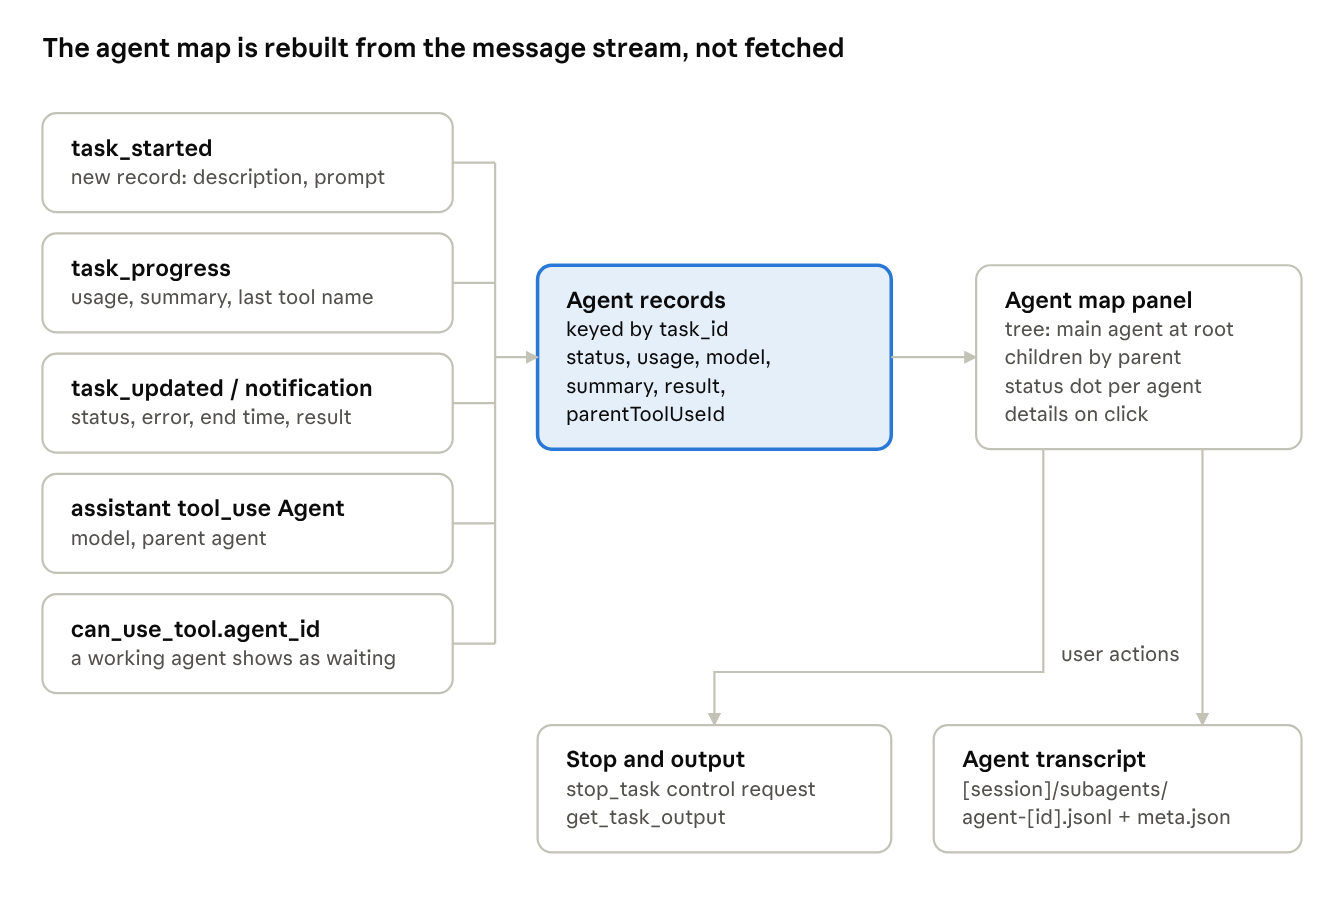 The agent map is rebuilt from the message stream, not fetched
task_started
new record: description, prompt
task_progress
usage, summary, last tool name
task_updated / notification
status, error, end time, result
assistant tool_use Agent
model, parent agent
can_use_tool.agent_id
a working agent shows as waiting
Agent records
keyed by task_id
status, usage, model,
summary, result,
parentToolUseId
Agent map panel
tree: main agent at root
children by parent
status dot per agent
details on click
user actions
Stop and output
stop_task control request
get_task_output
Agent transcript
[session]/subagents/
agent-[id].jsonl + meta.json